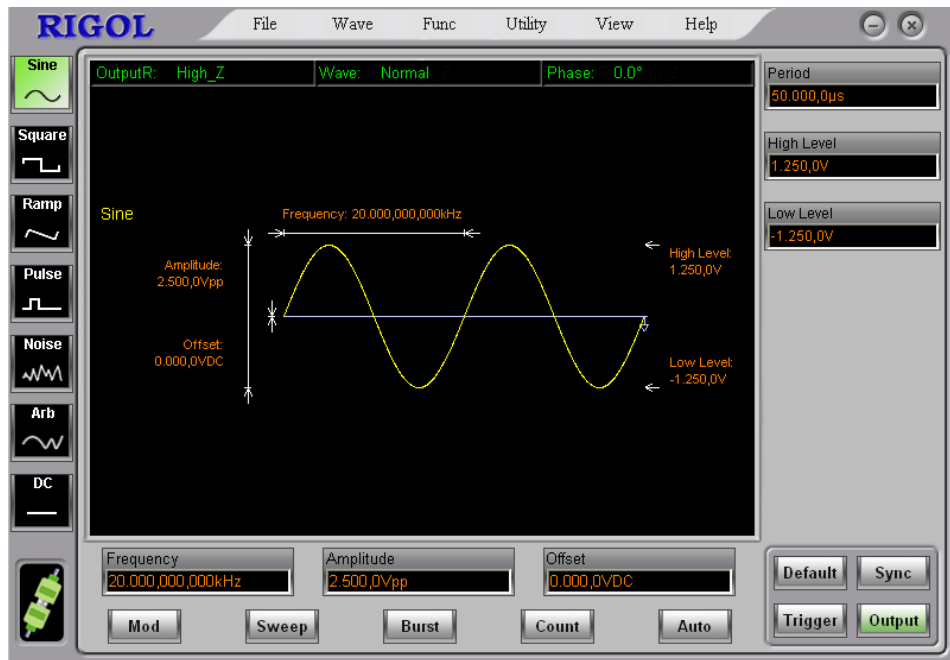 RIGOL File Wave Func Utility View Help
Sine
Square
Ramp
Pulse
Noise
Arb
DC
OutputR: High_Z Wave: Normal Phase: 0.0°
Sine
Frequency: 20.000,000,000kHz
Amplitude:
2.500,0Vpp
Offset:
0.000,0VDC
High Level:
1.250,0V
Low Level:
-1.250,0V
Period
50.000,0µs
High Level
1.250,0V
Low Level
-1.250,0V
Frequency
20.000,000,000kHz
Amplitude
2.500,0Vpp
Offset
0.000,0VDC
Mod Sweep Burst Count Auto
Default Sync
Trigger Output